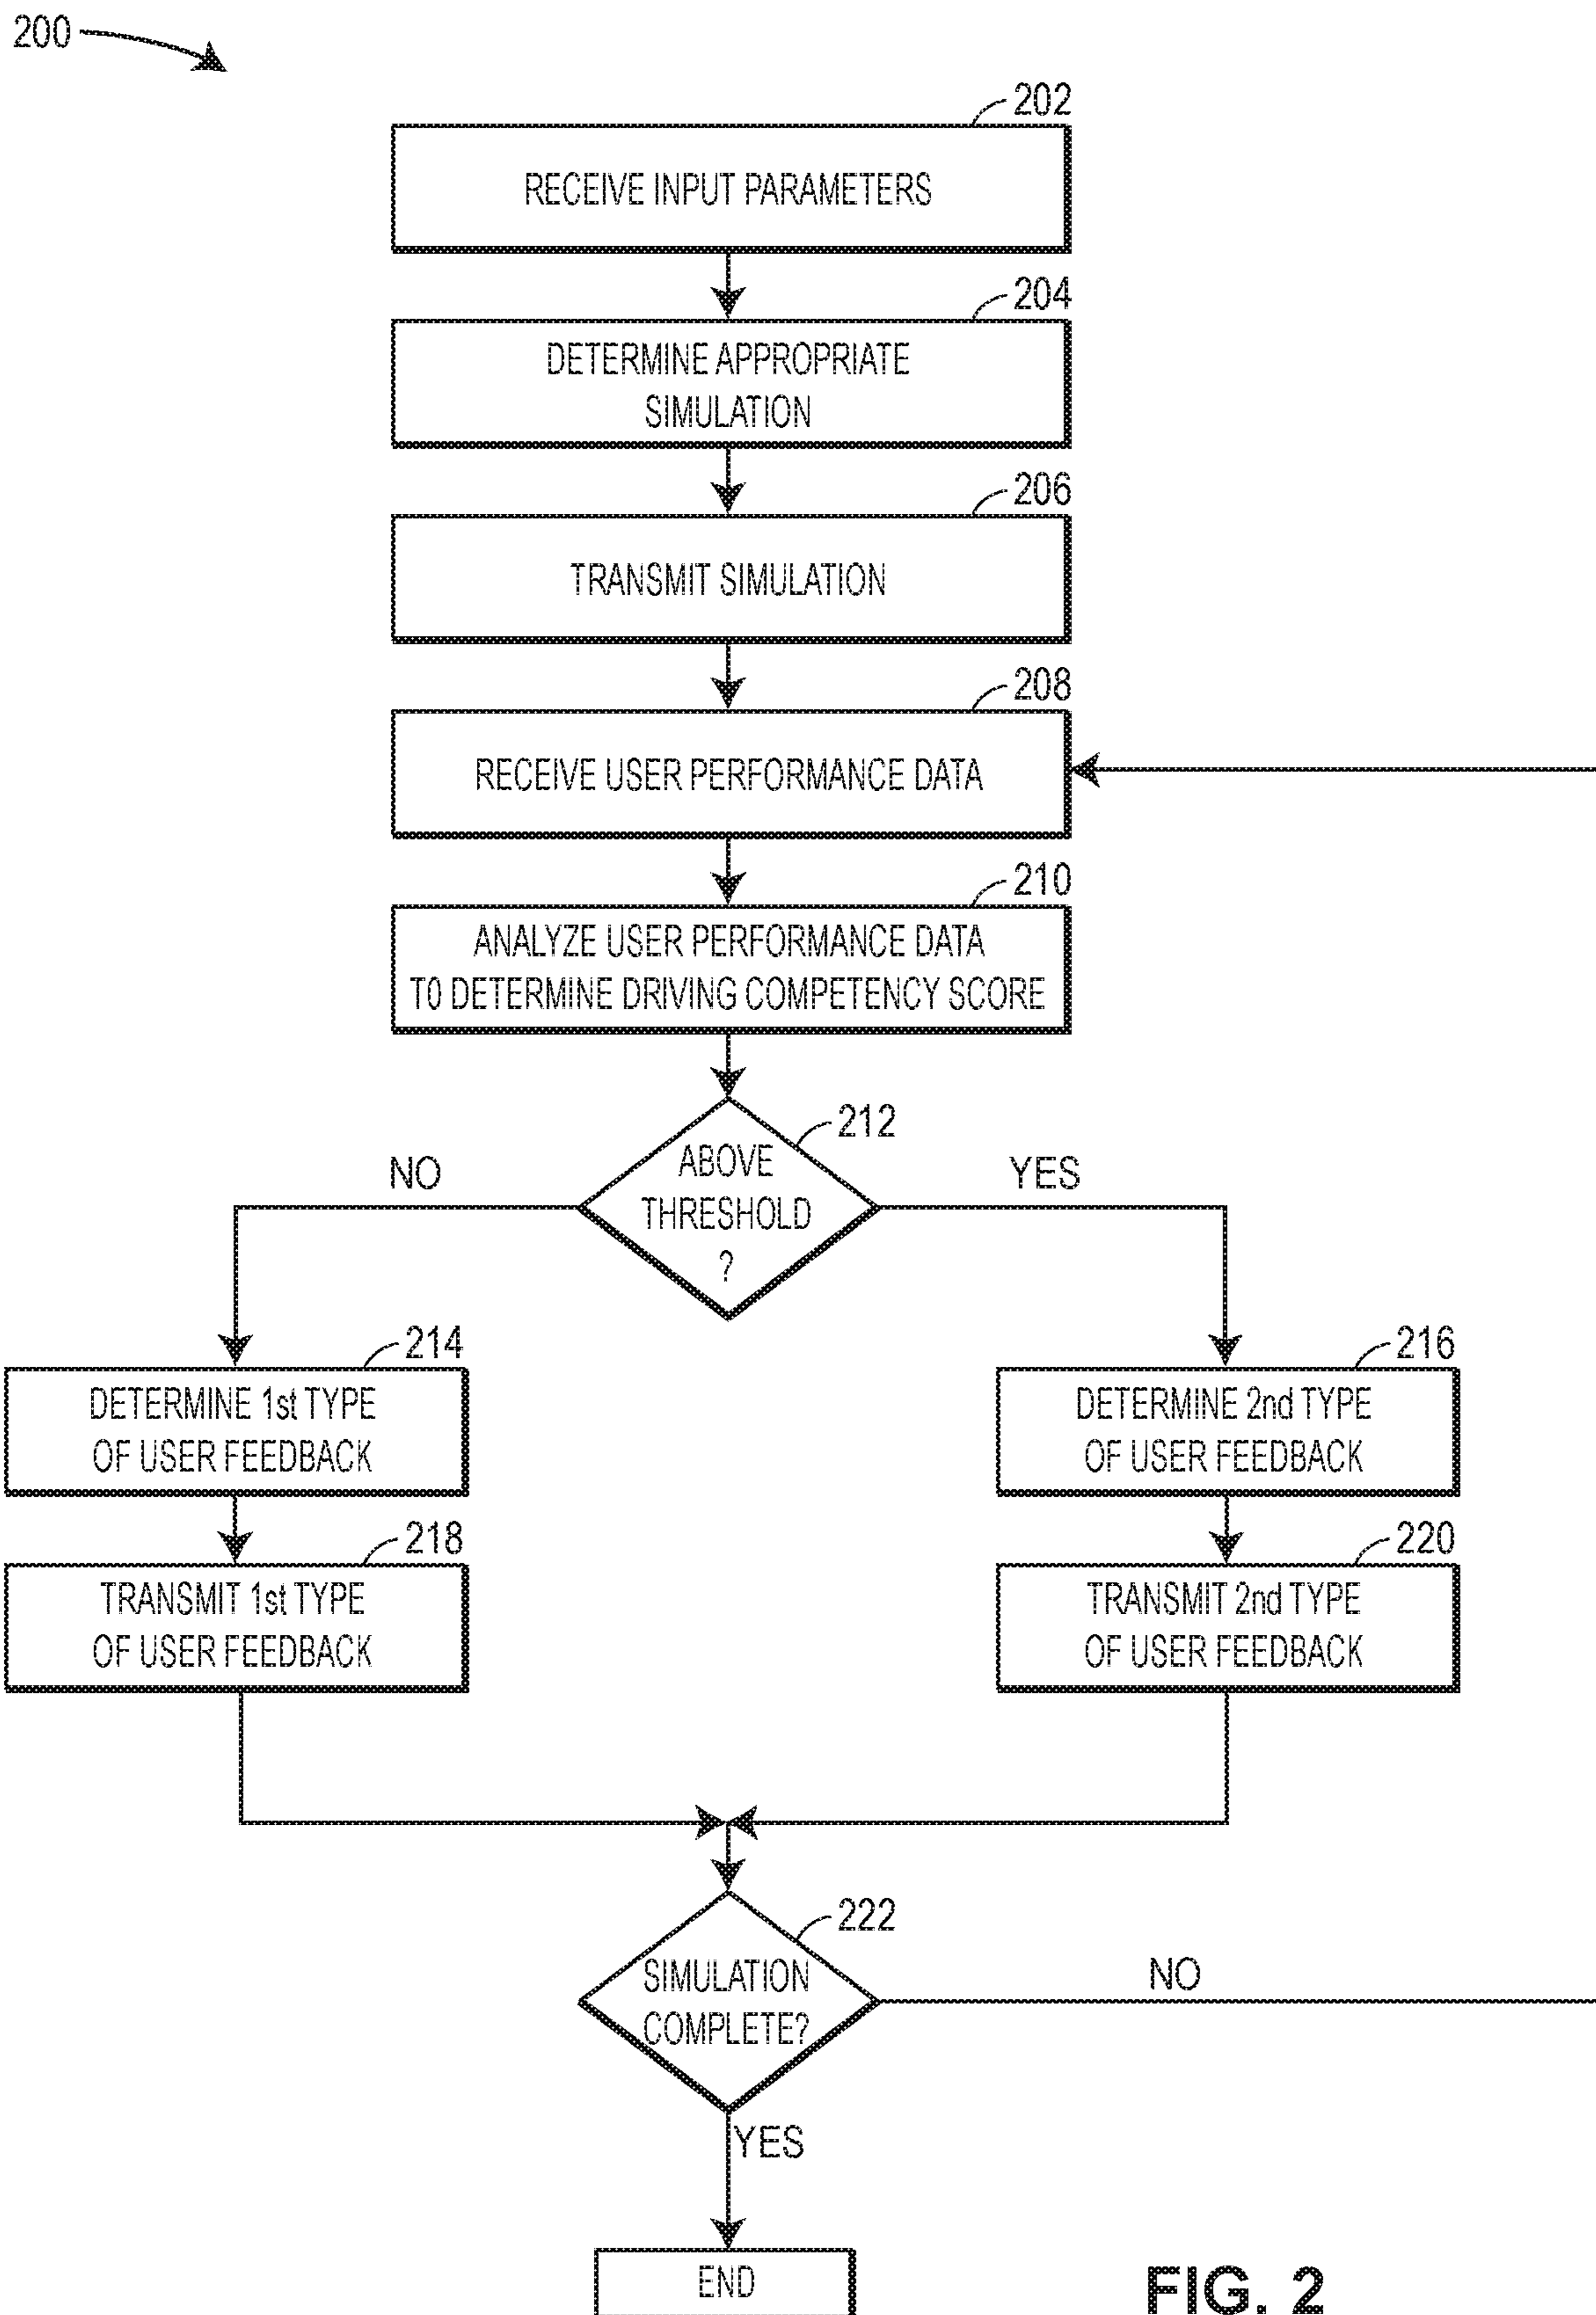 200
202
RECEIVE INPUT PARAMETERS
204
DETERMINE APPROPRIATE
SIMULATION
206
TRANSMIT SIMULATION
208
RECEIVE USER PERFORMANCE DATA
210
ANALYZE USER PERFORMANCE DATA
TO DETERMINE DRIVING COMPETENCY SCORE
212
ABOVE
THRESHOLD
?
NO
YES
214
DETERMINE 1st TYPE
OF USER FEEDBACK
216
DETERMINE 2nd TYPE
OF USER FEEDBACK
218
TRANSMIT 1st TYPE
OF USER FEEDBACK
220
TRANSMIT 2nd TYPE
OF USER FEEDBACK
222
SIMULATION
COMPLETE?
NO
YES
END
FIG. 2